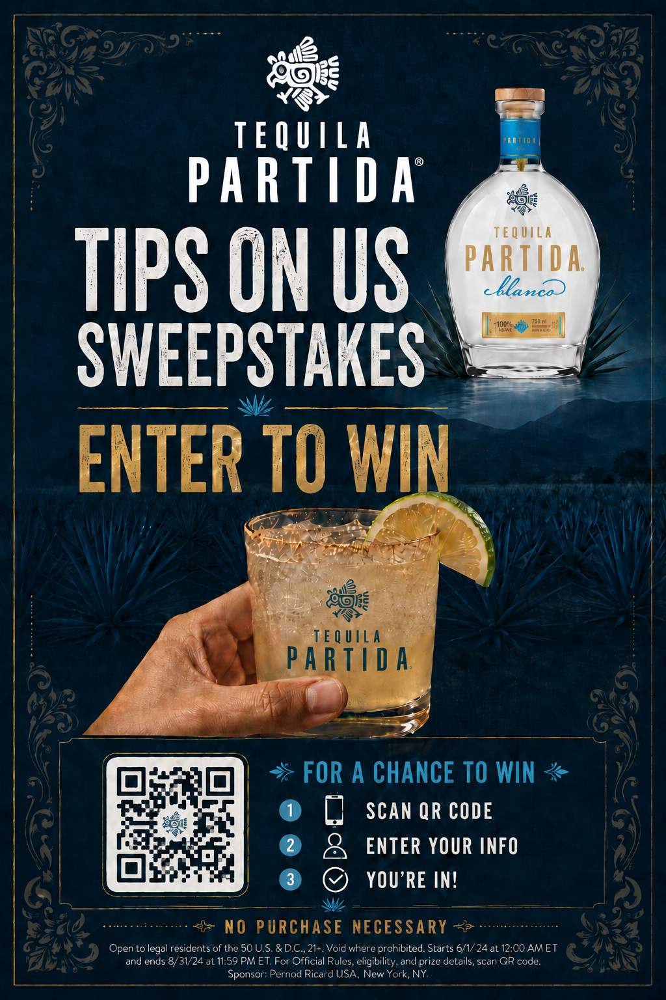 TEQUILA
PARTIDA®
PARTIDA
TEQUILA
PARTIDA
blanco
100%
AGAVE
750 ml
TIPS ON US
SWEEPSTAKES
ENTER TO WIN
TEQUILA
PARTIDA
FOR A CHANCE TO WIN
1 SCAN QR CODE
2 ENTER YOUR INFO
3 YOU'RE IN!
NO PURCHASE NECESSARY
Open to legal residents of the 50 U.S. & D.C., 21+. Void where prohibited. Starts 6/1/24 at 12:00 AM ET
and ends 8/31/24 at 11:59 PM ET. For Official Rules, eligibility, and prize details, scan QR code.
Sponsor: Pernod Ricard USA, New York, NY.